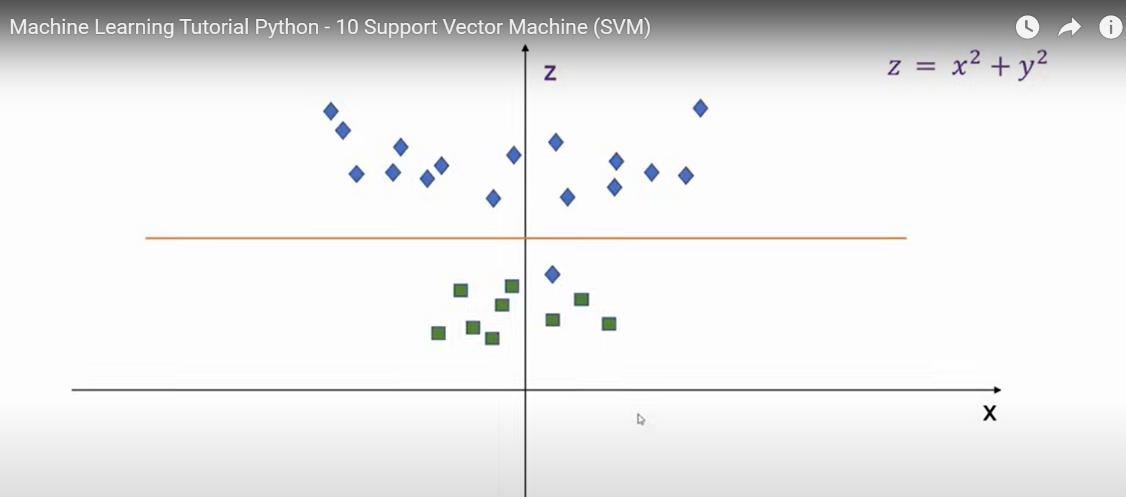 Machine Learning Tutorial Python - 10 Support Vector Machine (SVM)
z = x² + y²
z
x